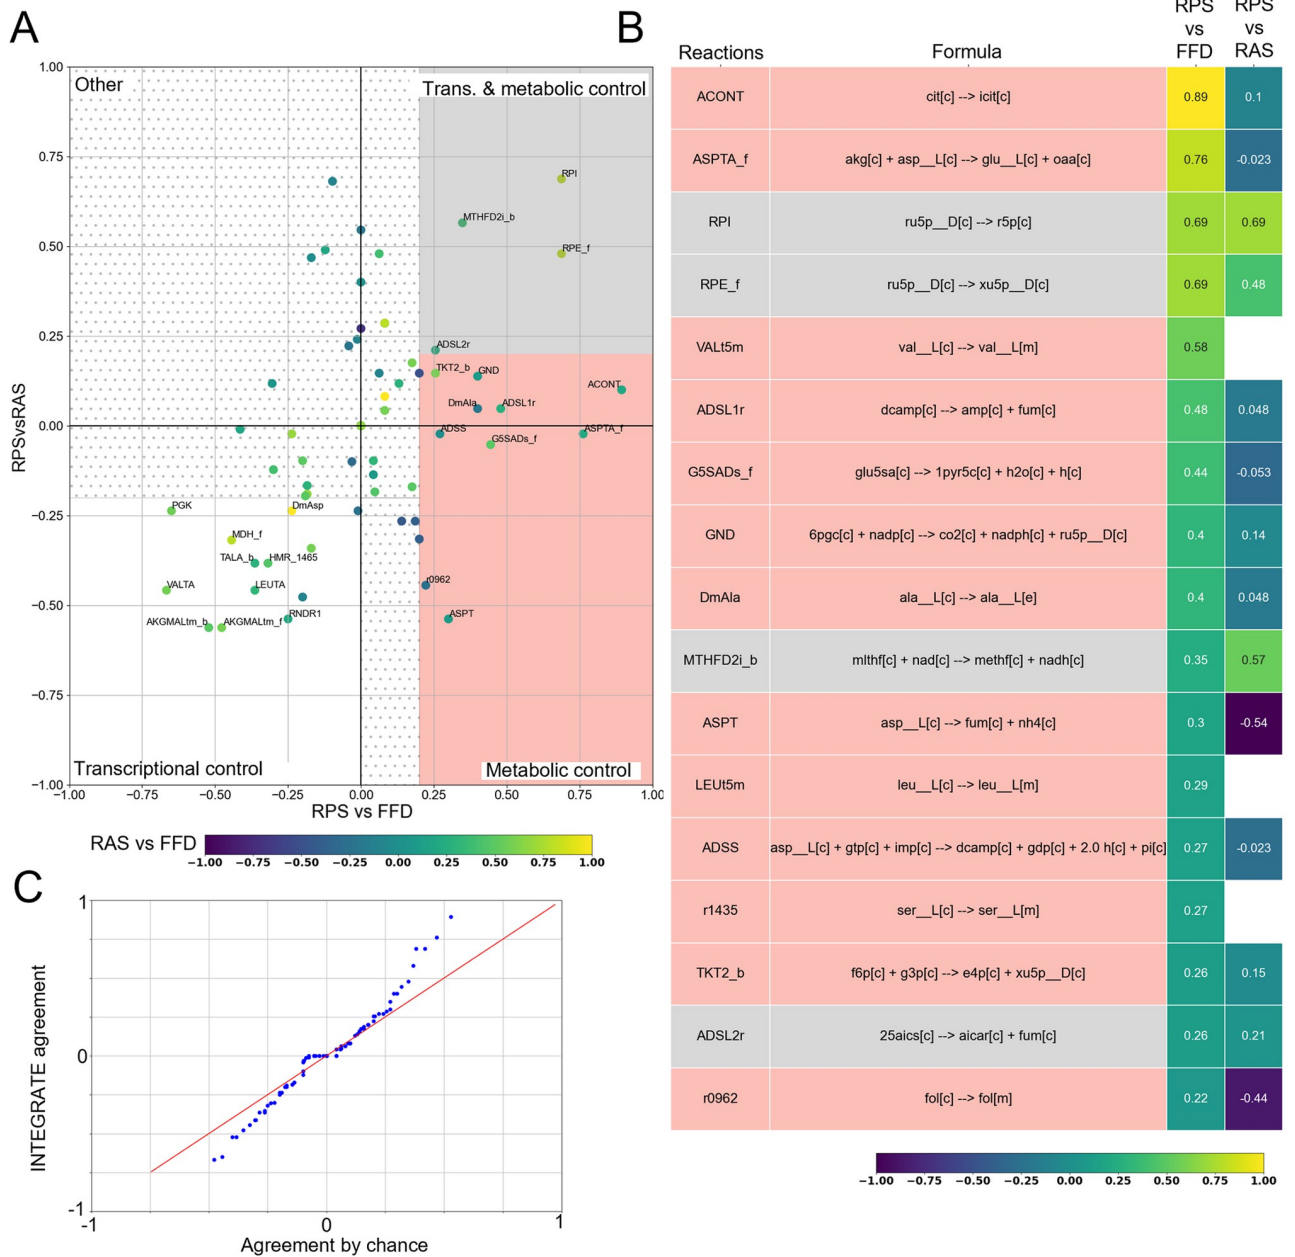 A
Other
Trans. & metabolic control
Transcriptional control
Metabolic control
1.00
0.75
0.50
0.25
0.00
−0.25
−0.50
−0.75
−1.00
RPSvsRAS
RPI
MTHFD2i_b
RPE_f
ADSL2r
TKT2_b
GND
ACONT
DmAla
ADSL1r
ADSS
ASPTA_f
G5SADs_f
PGK
DmAsp
MDH_f
TALA_b
HMR_1465
VALTA
LEUTA
r0962
RNDR1
ASPT
AKGMALtm_b
AKGMALtm_f
−1.00 −0.75 −0.50 −0.25 0.00 0.25 0.50 0.75 1.00
RPS vs FFD
RAS vs FFD
−1.00 −0.75 −0.50 −0.25 0.00 0.25 0.50 0.75 1.00
B
Reactions Formula RPS vs FFD RPS vs RAS
ACONT cit[c] --> icit[c] 0.89 0.1
ASPTA_f akg[c] + asp__L[c] --> glu__L[c] + oaa[c] 0.76 -0.023
RPI ru5p__D[c] --> r5p[c] 0.69 0.69
RPE_f ru5p__D[c] --> xu5p__D[c] 0.69 0.48
VALt5m val__L[c] --> val__L[m] 0.58
ADSL1r dcamp[c] --> amp[c] + fum[c] 0.48 0.048
G5SADs_f glu5sa[c] --> 1pyr5c[c] + h2o[c] + h[c] 0.44 -0.053
GND 6pgc[c] + nadp[c] --> co2[c] + nadph[c] + ru5p__D[c] 0.4 0.14
DmAla ala__L[c] --> ala__L[e] 0.4 0.048
MTHFD2i_b mlthf[c] + nad[c] --> methf[c] + nadh[c] 0.35 0.57
ASPT asp__L[c] --> fum[c] + nh4[c] 0.3 -0.54
LEUt5m leu__L[c] --> leu__L[m] 0.29
ADSS asp__L[c] + gtp[c] + imp[c] --> dcamp[c] + gdp[c] + 2.0 h[c] + pi[c] 0.27 -0.023
r1435 ser__L[c] --> ser__L[m] 0.27
TKT2_b f6p[c] + g3p[c] --> e4p[c] + xu5p__D[c] 0.26 0.15
ADSL2r 25aics[c] --> aicar[c] + fum[c] 0.26 0.21
r0962 fol[c] --> fol[m] 0.22 -0.44
−1.00 −0.75 −0.50 −0.25 0.00 0.25 0.50 0.75 1.00
C
1
0
-1
INTEGRATE agreement
-1 0 1
Agreement by chance